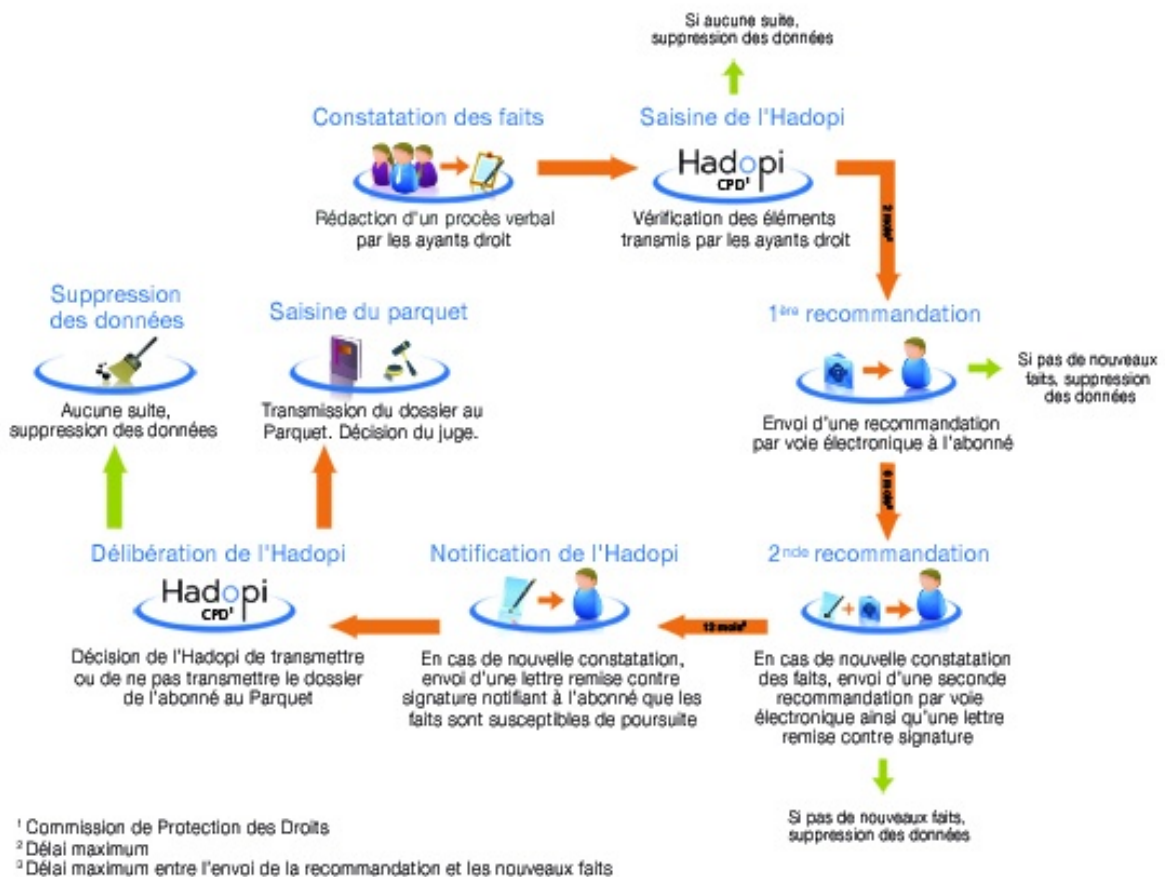 Si aucune suite,
suppression des données
Constatation des faits
Rédaction d'un procès verbal
par les ayants droit
Saisine de l'Hadopi
Hadopi
CPD¹
Vérification des éléments
transmis par les ayants droit
2 mois²
1ère recommandation
Envoi d'une recommandation
par voie électronique à l'abonné
Si pas de nouveaux
faits, suppression
des données
6 mois³
2nde recommandation
En cas de nouvelle constatation
des faits, envoi d'une seconde
recommandation par voie
électronique ainsi qu'une lettre
remise contre signature
Si pas de nouveaux faits,
suppression des données
12 mois³
Notification de l'Hadopi
En cas de nouvelle constatation,
envoi d'une lettre remise contre
signature notifiant à l'abonné que les
faits sont susceptibles de poursuite
Délibération de l'Hadopi
Hadopi
CPD¹
Décision de l'Hadopi de transmettre
ou de ne pas transmettre le dossier
de l'abonné au Parquet
Suppression
des données
Aucune suite,
suppression des données
Saisine du parquet
Transmission du dossier au
Parquet. Décision du juge.
¹ Commission de Protection des Droits
² Délai maximum
³ Délai maximum entre l'envoi de la recommandation et les nouveaux faits